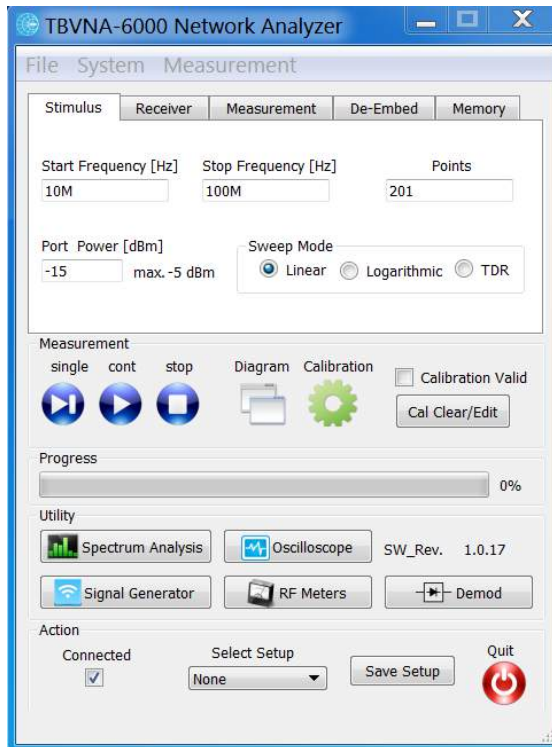 TBVNA-6000 Network Analyzer
File System Measurement
Stimulus Receiver Measurement De-Embed Memory
Start Frequency [Hz] Stop Frequency [Hz] Points
10M 100M 201
Port Power [dBm] Sweep Mode
-15 max. -5 dBm Linear Logarithmic TDR
Measurement
single cont stop Diagram Calibration
Calibration Valid
Cal Clear/Edit
Progress
0%
Utility
Spectrum Analysis Oscilloscope SW_Rev. 1.0.17
Signal Generator RF Meters Demod
Action
Connected Select Setup Quit
None Save Setup